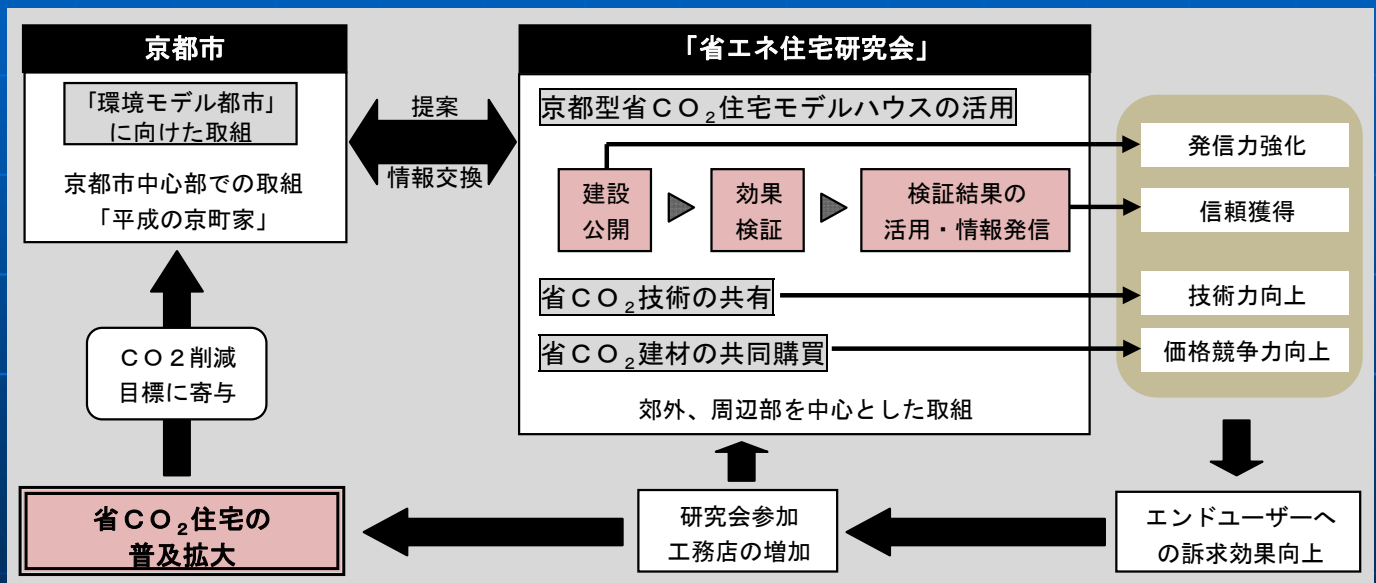 京都市
「環境モデル都市」
に向けた取組
京都市中心部での取組
「平成の京町家」
提案
情報交換
「省エネ住宅研究会」
京都型省CO₂住宅モデルハウスの活用
建設
公開
効果
検証
検証結果の
活用・情報発信
省CO₂技術の共有
省CO₂建材の共同購買
郊外、周辺部を中心とした取組
発信力強化
信頼獲得
技術力向上
価格競争力向上
エンドユーザーへ
の訴求効果向上
研究会参加
工務店の増加
省CO₂住宅の
普及拡大
CO2削減
目標に寄与